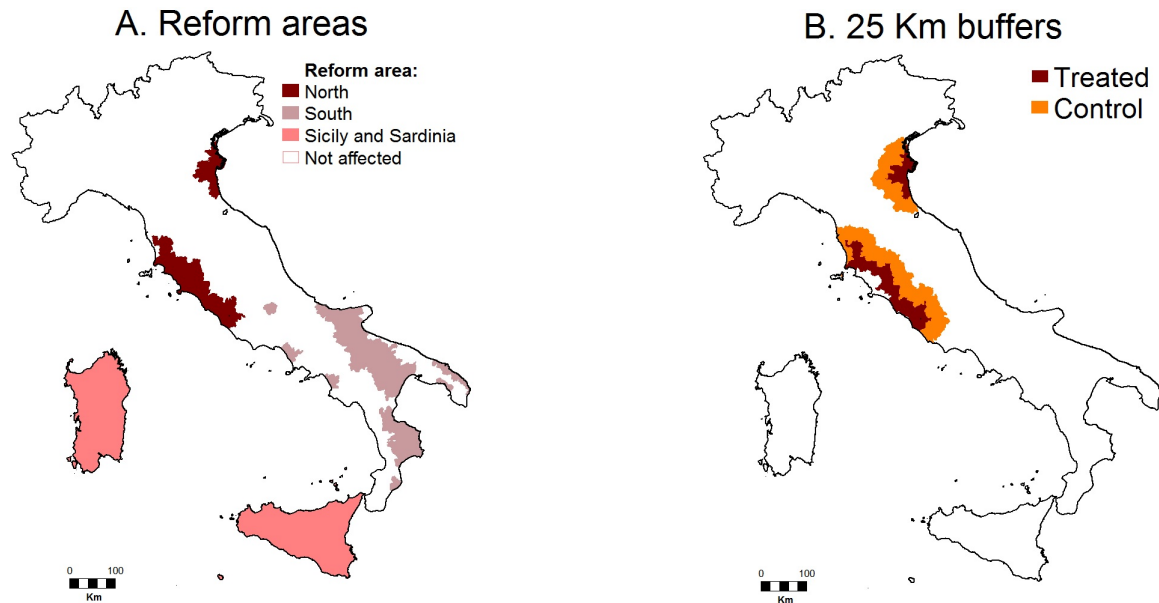 A. Reform areas
Reform area:
North
South
Sicily and Sardinia
Not affected
0 100
Km
B. 25 Km buffers
Treated
Control
0 100
Km